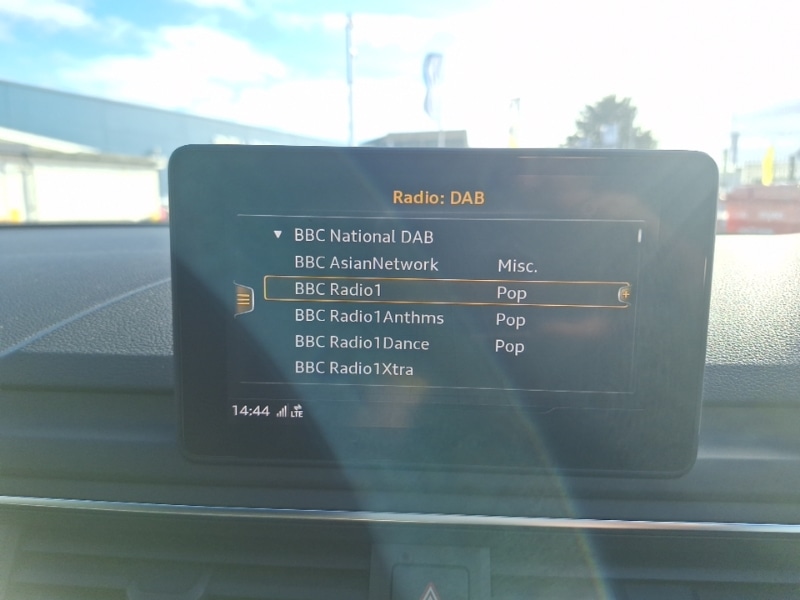 Radio: DAB
BBC National DAB
BBC AsianNetwork Misc.
BBC Radio1 Pop
BBC Radio1Anthms Pop
BBC Radio1Dance Pop
BBC Radio1Xtra
14:44 LTE